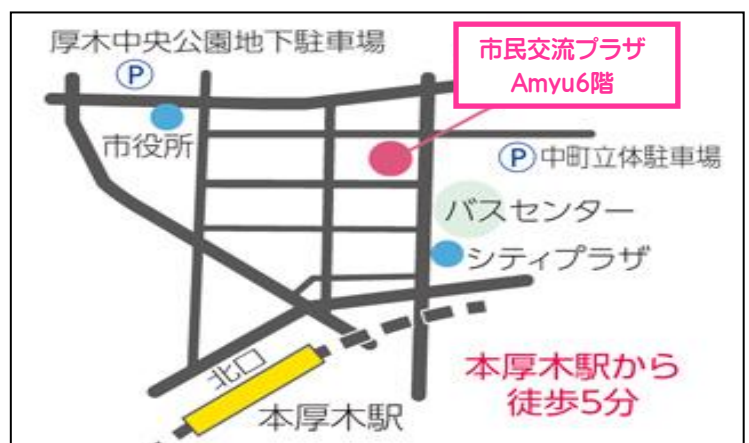 厚木中央公園地下駐車場
P
市民交流プラザ
Amyu6階
市役所
P 中町立体駐車場
バスセンター
シティプラザ
北口
本厚木駅
本厚木駅から
徒歩5分